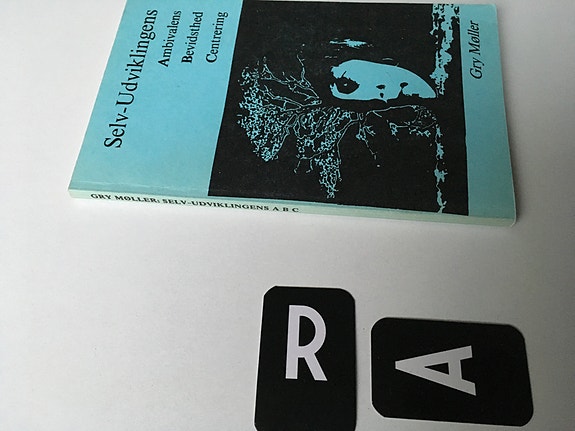 Selv-Udviklingens
Ambivalens
Bevidsthed
Centrering
Gry Møller
GRY MØLLER: SELV-UDVIKLINGENS A B C
R
A